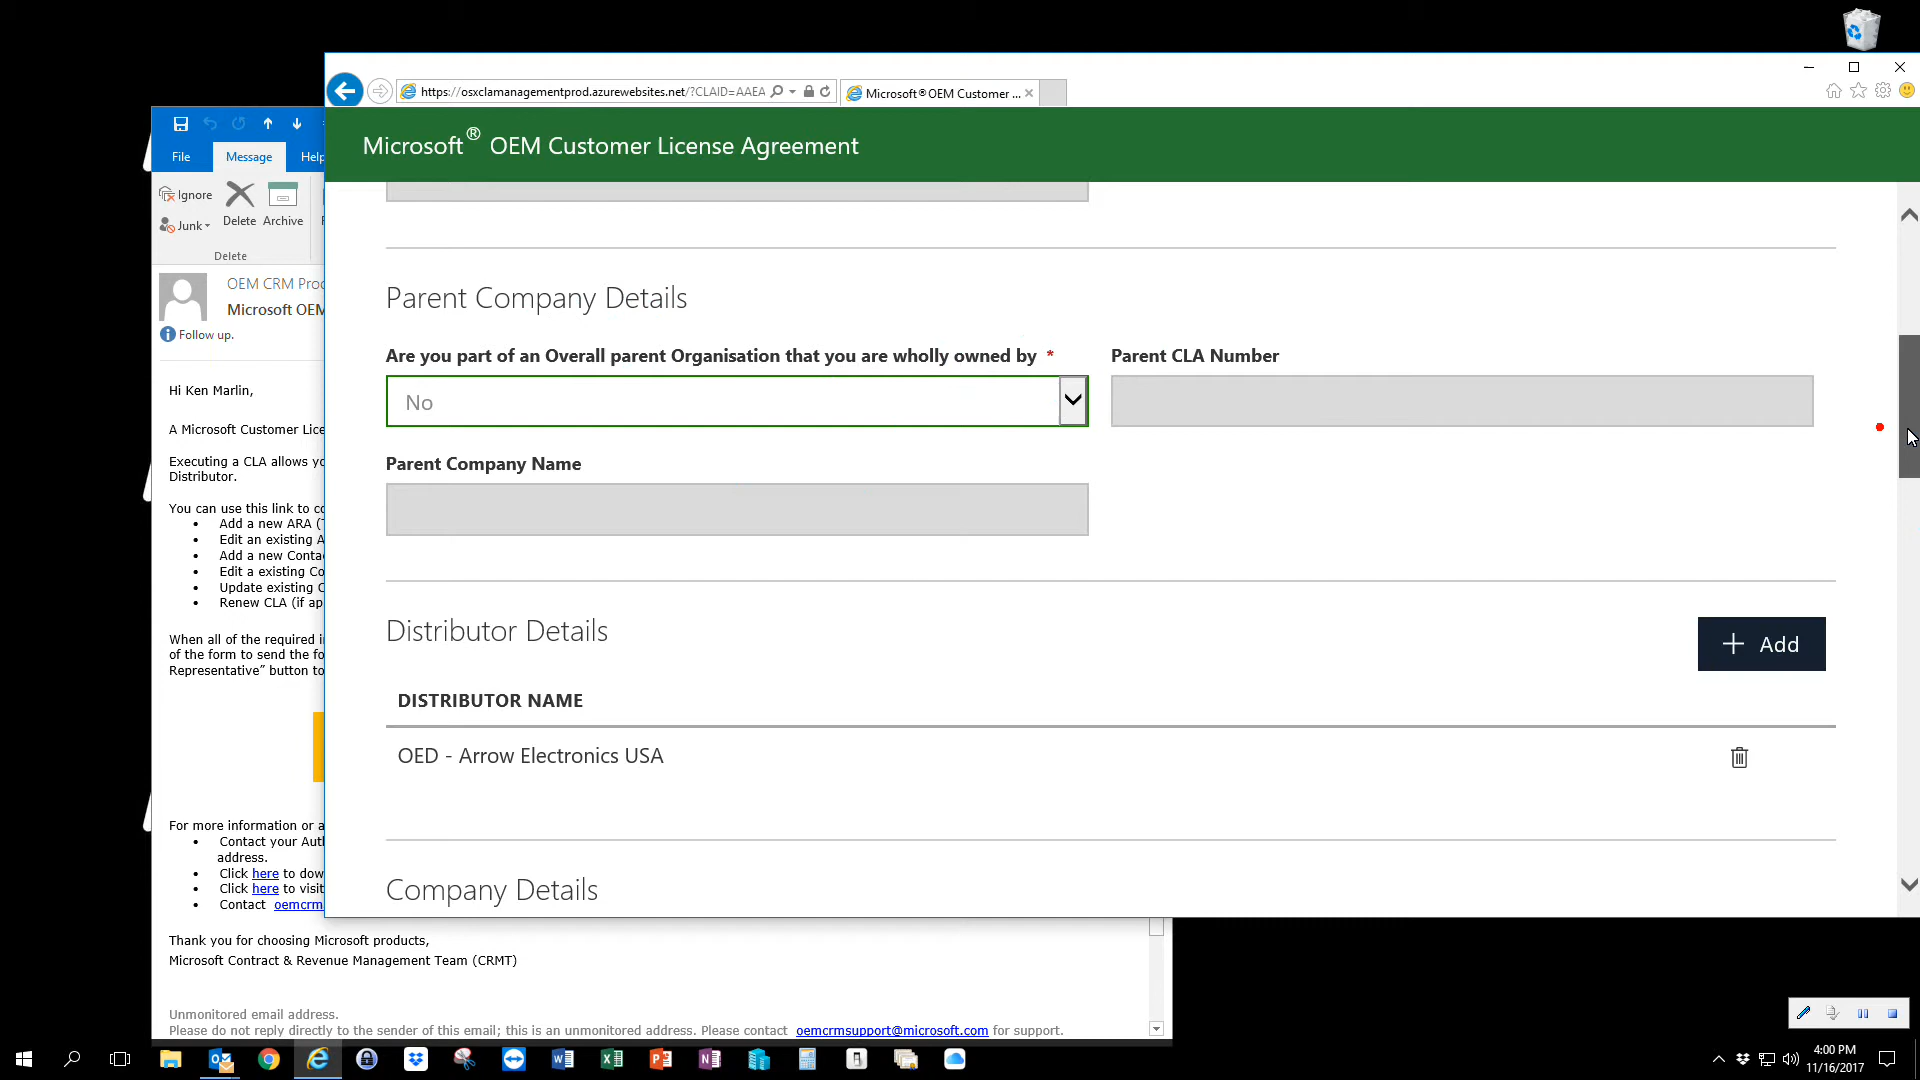 https://osxclamanagementprod.azurewebsites.net/?CLAID=AAEA
Microsoft® OEM Customer ...
Microsoft® OEM Customer License Agreement
File
Message
Help
Ignore
Junk
Delete
Archive
Delete
OEM CRM Prod
Microsoft OEM
Follow up.
Hi Ken Marlin,
A Microsoft Customer Lice
Executing a CLA allows yo
Distributor.
You can use this link to co
• Add a new ARA (T
• Edit an existing A
• Add a new Conta
• Edit a existing Co
• Update existing C
• Renew CLA (if ap
When all of the required i
of the form to send the fo
Representative” button to
For more information or a
• Contact your Auth
address.
• Click here to dow
• Click here to visit
• Contact oemcrm
Thank you for choosing Microsoft products,
Microsoft Contract & Revenue Management Team (CRMT)
Unmonitored email address.
Please do not reply directly to the sender of this email; this is an unmonitored address. Please contact oemcrmsupport@microsoft.com for support.
Parent Company Details
Are you part of an Overall parent Organisation that you are wholly owned by *
No
Parent CLA Number
Parent Company Name
Distributor Details
+ Add
DISTRIBUTOR NAME
OED - Arrow Electronics USA
Company Details
4:00 PM
11/16/2017